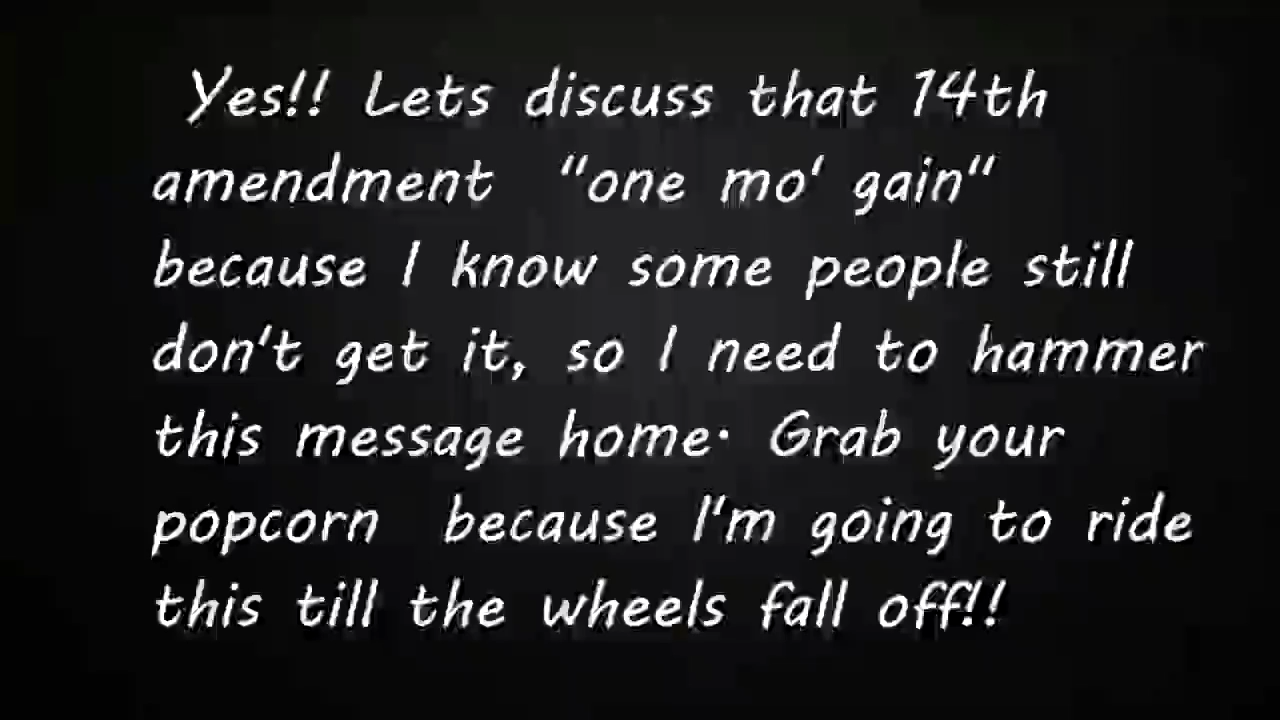 Yes!! Lets discuss that 14th
amendment "one mo' gain"
because I know some people still
don't get it, so I need to hammer
this message home. Grab your
popcorn because I'm going to ride
this till the wheels fall off!!